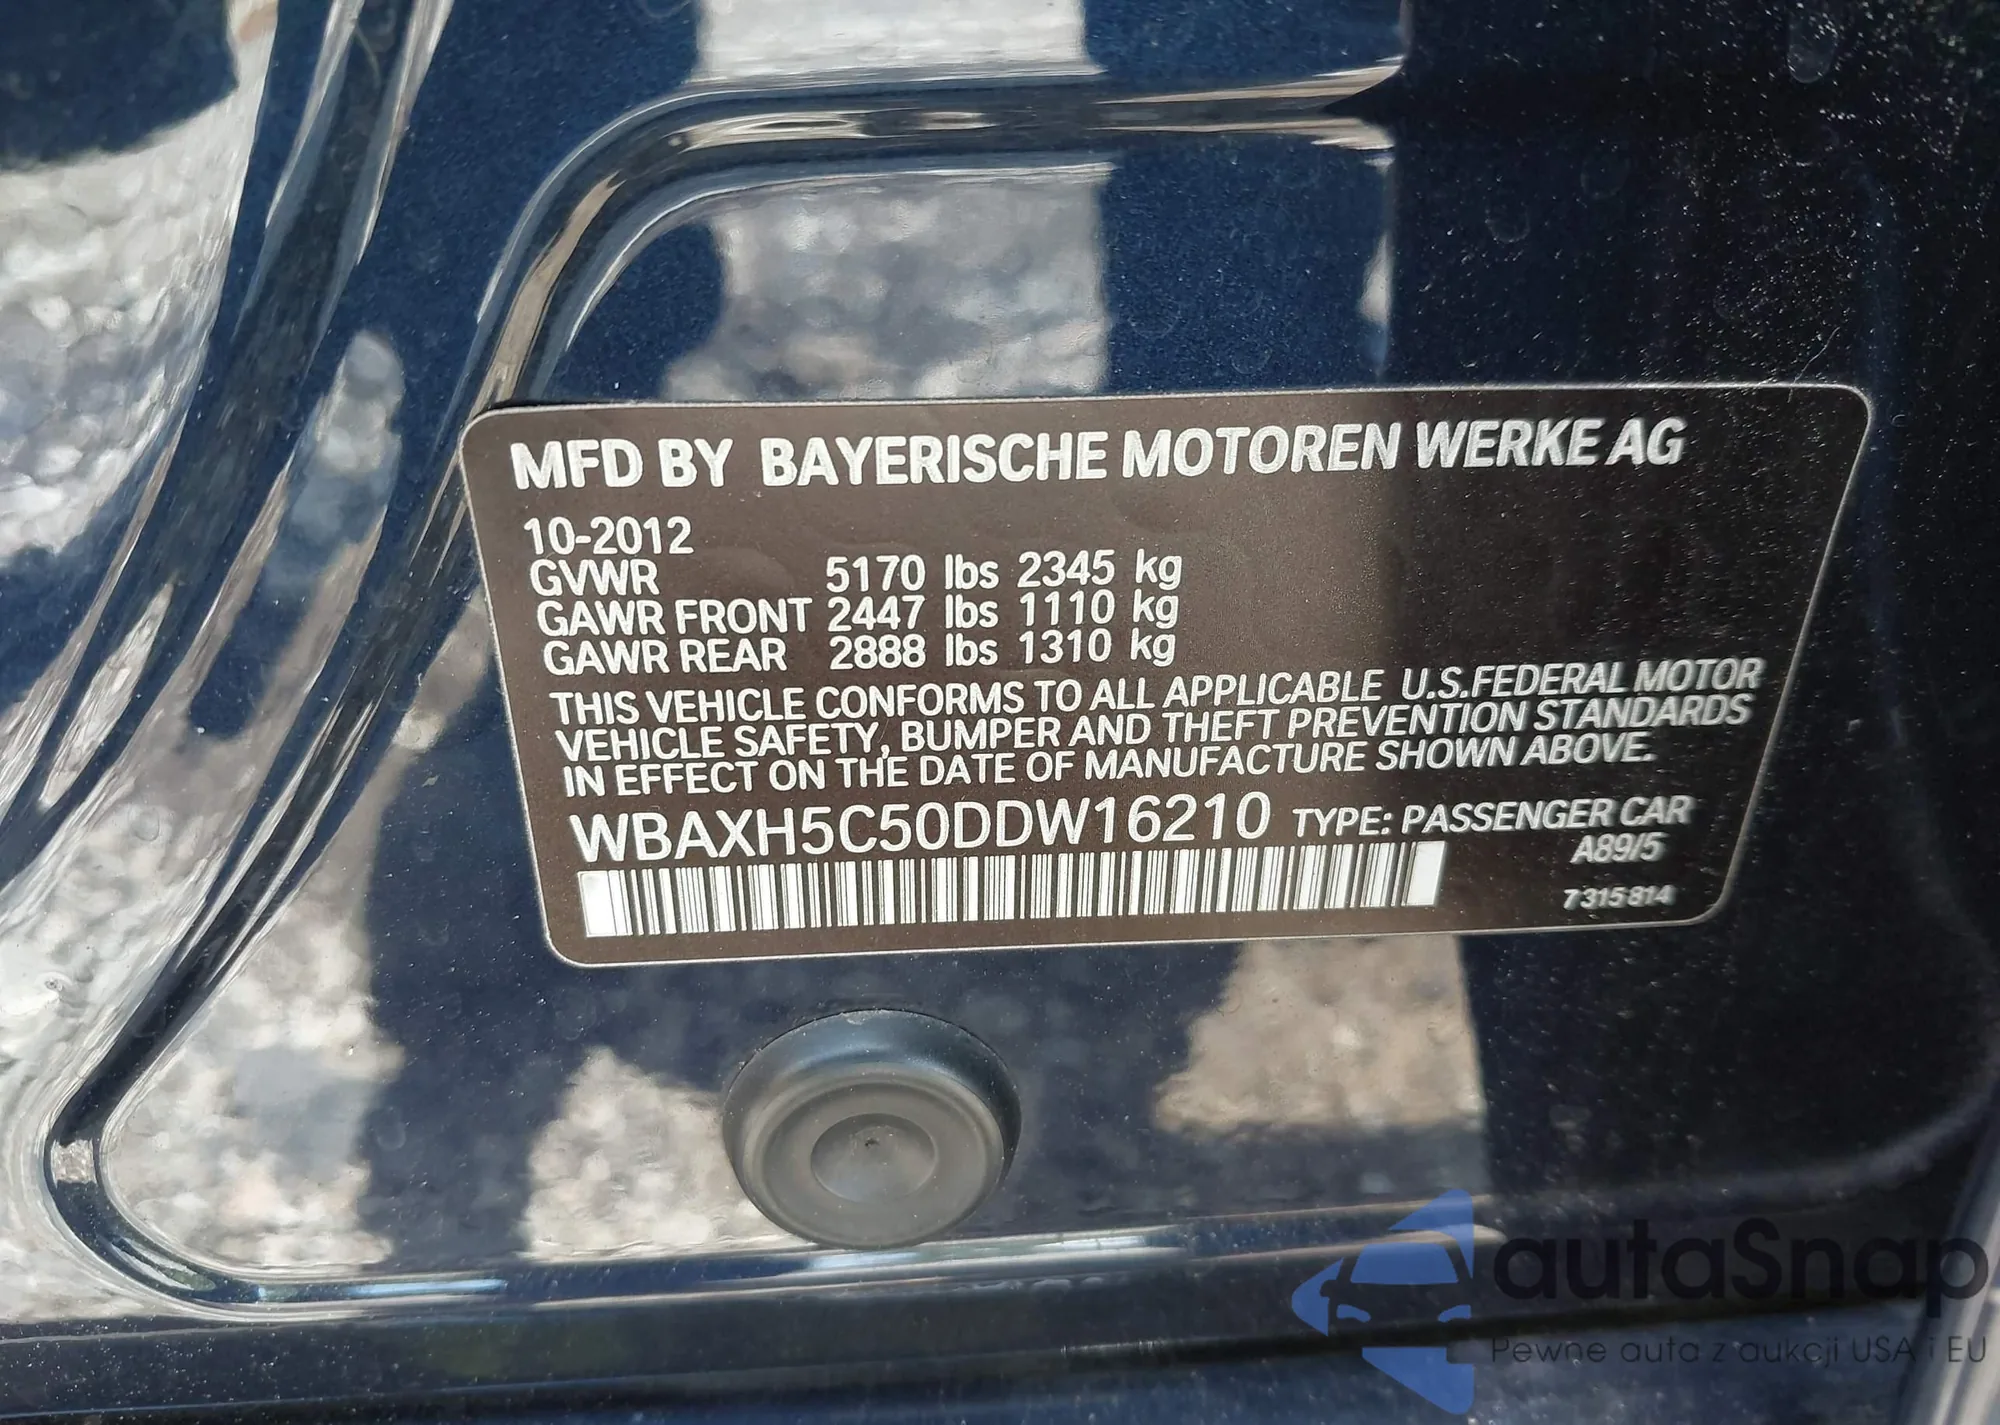 MFD BY BAYERISCHE MOTOREN WERKE AG
10-2012
GVWR 5170 lbs 2345 kg
GAWR FRONT 2447 lbs 1110 kg
GAWR REAR 2888 lbs 1310 kg
THIS VEHICLE CONFORMS TO ALL APPLICABLE U.S.FEDERAL MOTOR
VEHICLE SAFETY, BUMPER AND THEFT PREVENTION STANDARDS
IN EFFECT ON THE DATE OF MANUFACTURE SHOWN ABOVE.
WBAXH5C50DDW16210 TYPE: PASSENGER CAR
A89/5
7315814
autaSnap
Pewne auta z aukcji USA i EU